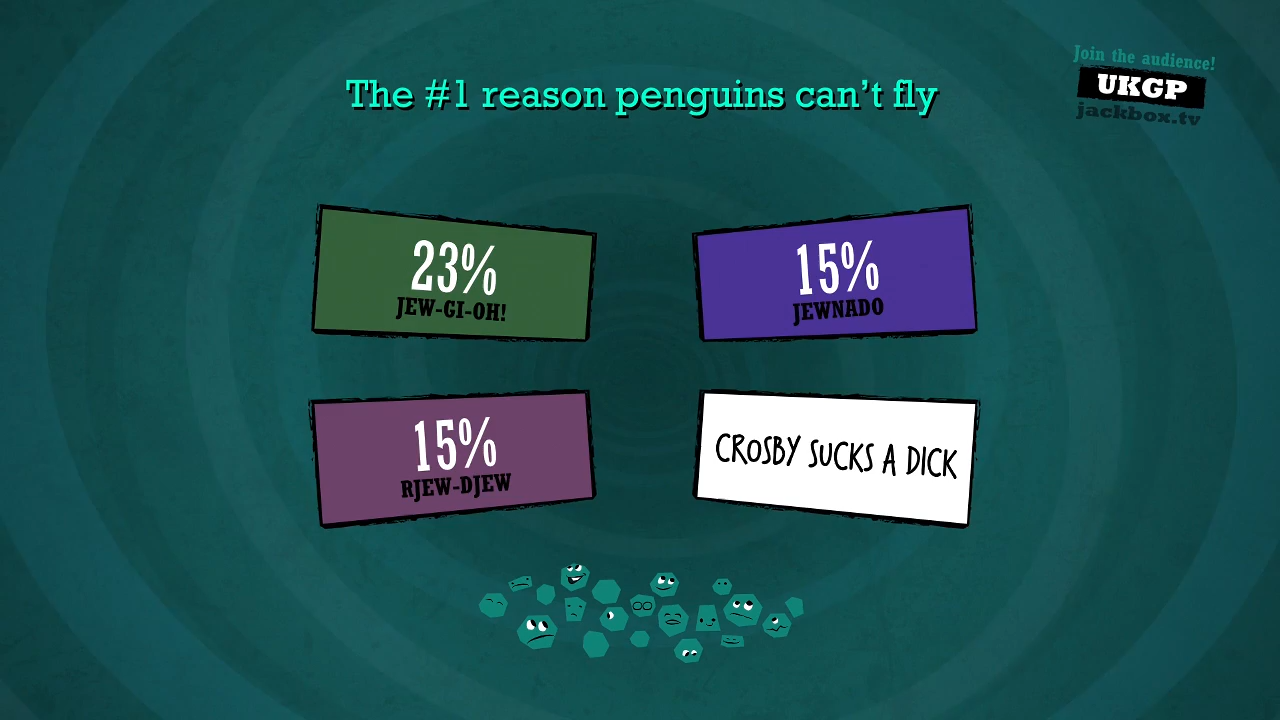 Join the audience!
The #1 reason penguins can't fly
UKGP
jackbox.tv
23%
JEW-GI-OH!
15%
JEWNADO
15%
RJEW-DJEW
CROSBY SUCKS A DICK